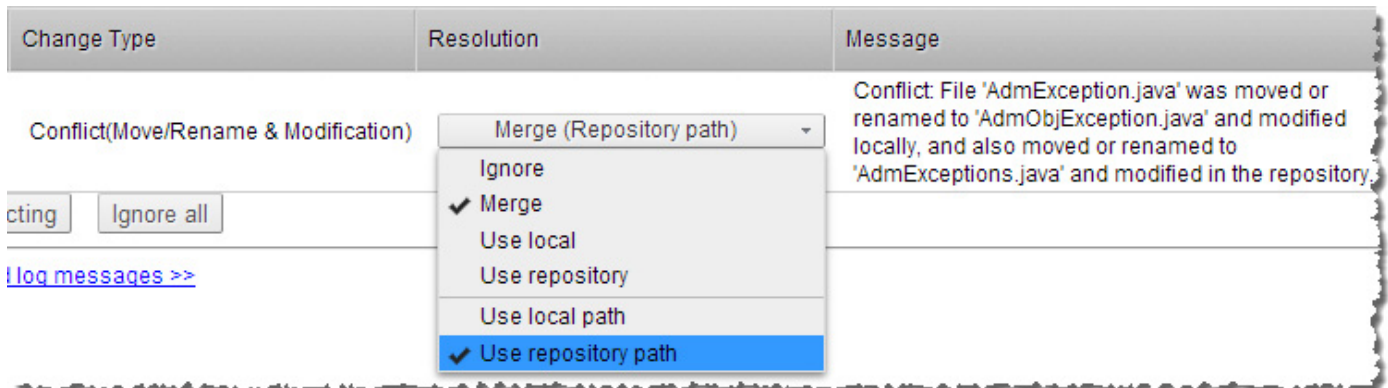 Change Type
Resolution
Message
Conflict(Move/Rename & Modification)
Merge (Repository path)
Conflict: File 'AdmException.java' was moved or
renamed to 'AdmObjException.java' and modified
locally, and also moved or renamed to
'AdmExceptions.java' and modified in the repository.
Ignore
Merge
Use local
Use repository
Use local path
Use repository path
cting
Ignore all
log messages >>